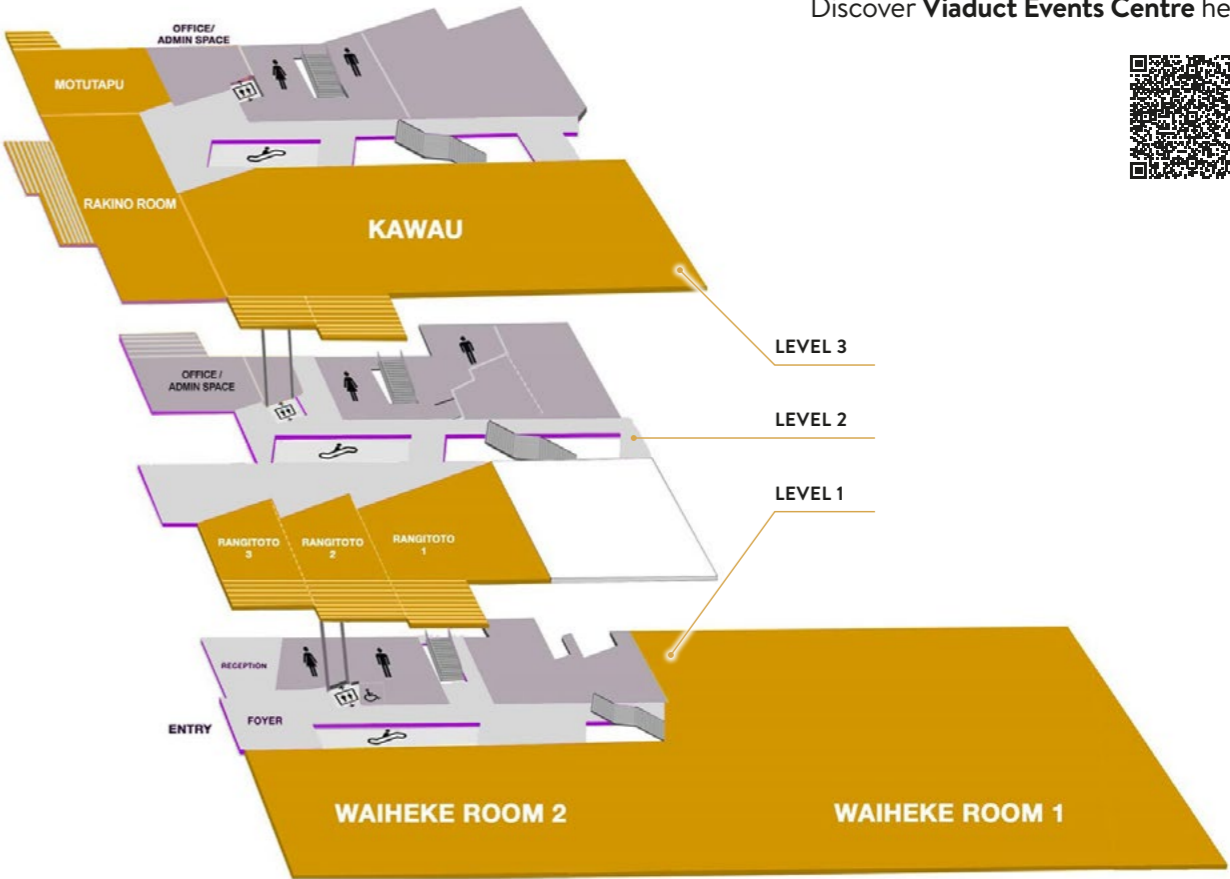 Discover Viaduct Events Centre he
OFFICE/
ADMIN SPACE
MOTUTAPU
RAKINO ROOM
KAWAU
LEVEL 3
OFFICE /
ADMIN SPACE
LEVEL 2
LEVEL 1
RANGITOTO
3
RANGITOTO
2
RANGITOTO
1
RECEPTION
ENTRY
FOYER
WAIHEKE ROOM 2
WAIHEKE ROOM 1